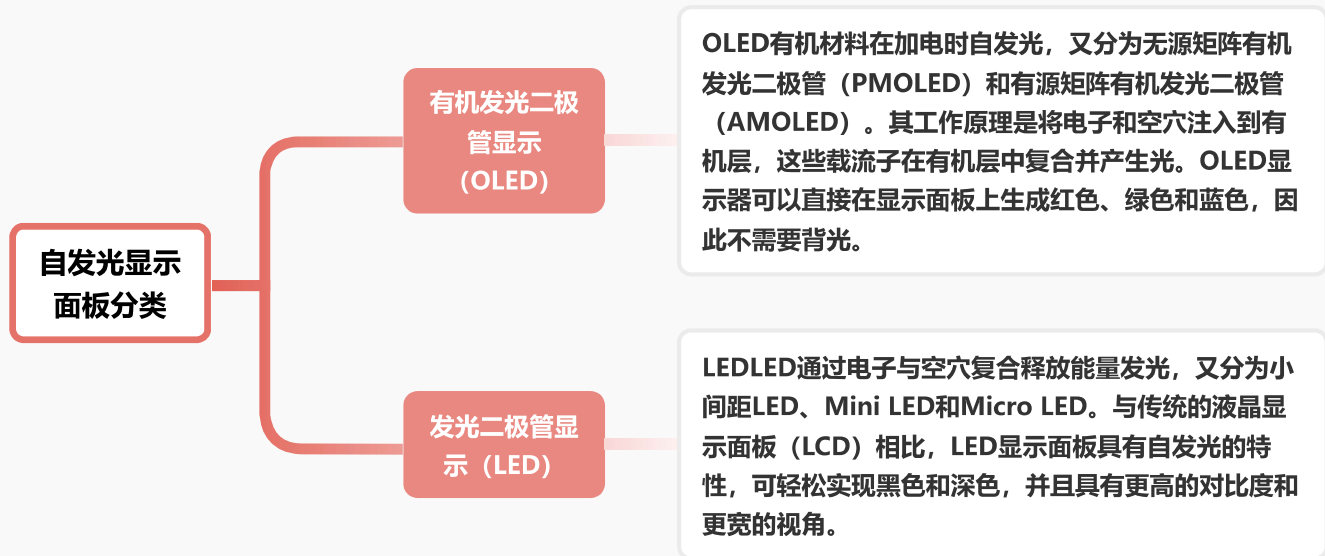 自发光显示
面板分类
有机发光二极
管显示
（OLED）
OLED有机材料在加电时自发光，又分为无源矩阵有机
发光二极管（PMOLED）和有源矩阵有机发光二极管
（AMOLED）。其工作原理是将电子和空穴注入到有
机层，这些载流子在有机层中复合并产生光。OLED显
示器可以直接在显示面板上生成红色、绿色和蓝色，因
此不需要背光。
发光二极管显
示（LED）
LEDLED通过电子与空穴复合释放能量发光，又分为小
间距LED、Mini LED和Micro LED。与传统的液晶显
示面板（LCD）相比，LED显示面板具有自发光的特
性，可轻松实现黑色和深色，并且具有更高的对比度和
更宽的视角。